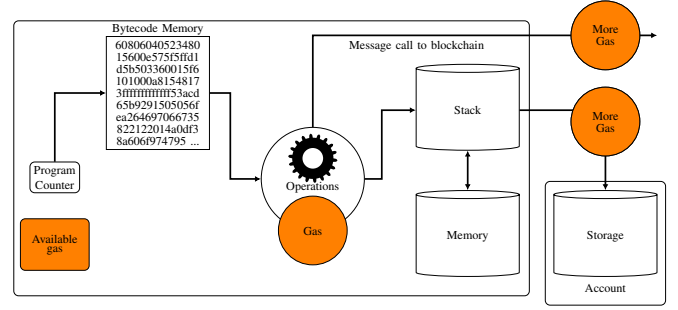 Bytecode Memory
60806040523480
15600e575f5ffd1
d5b503360015f6
101000a8154817
3fffffffffffff53acd
65b9291505056f
ea264697066735
822122014a0df3
8a606f974795 ...
Message call to blockchain
More
Gas
Stack
More
Gas
Program
Counter
Operations
Gas
Available
gas
Memory
Storage
Account